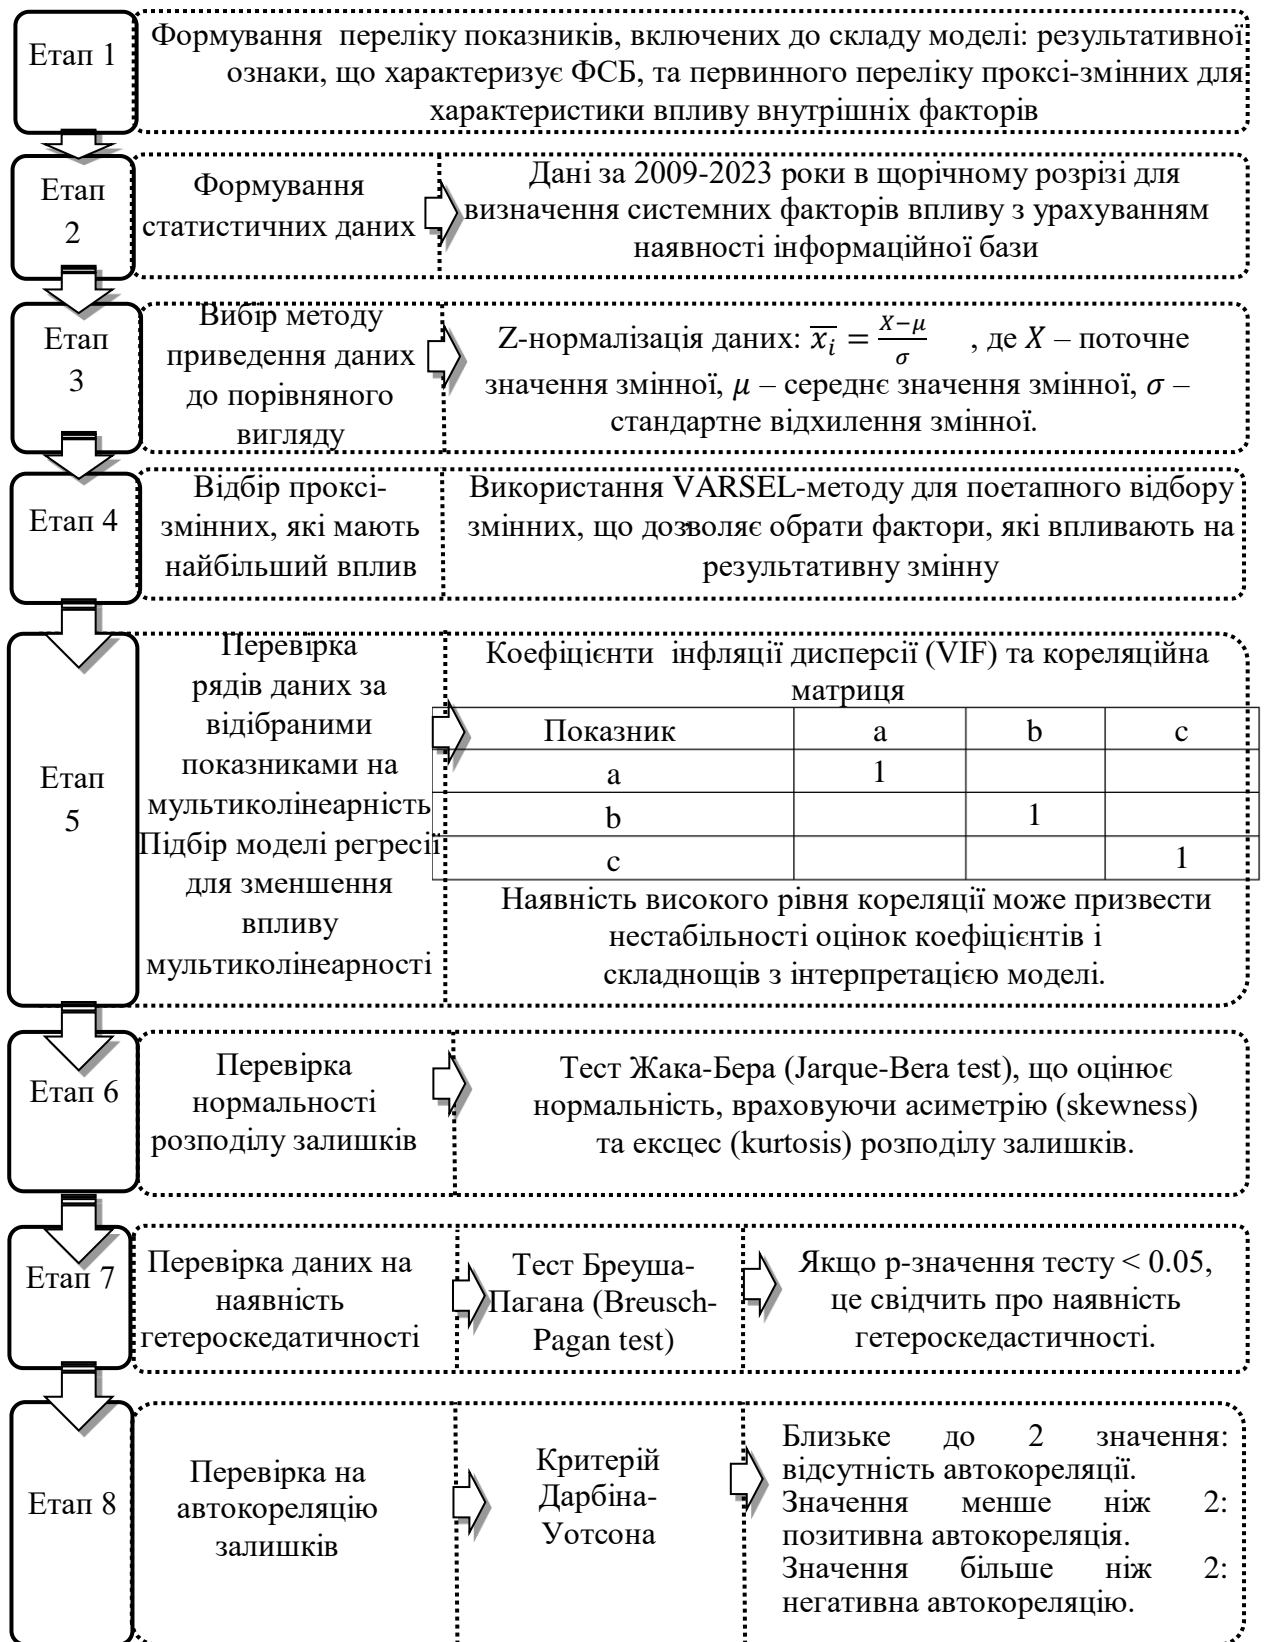 Етап 1
Формування переліку показників, включених до складу моделі: результативної
ознаки, що характеризує ФСБ, та первинного переліку проксі-змінних для
характеристики впливу внутрішніх факторів
Етап
2
Формування
статистичних даних
Дані за 2009-2023 роки в щорічному розрізі для
визначення системних факторів впливу з урахуванням
наявності інформаційної бази
Етап
3
Вибір методу
приведення даних
до порівняного
вигляду
Z-нормалізація даних: x̅ᵢ = (X−μ)/σ , де X – поточне
значення змінної, μ – середнє значення змінної, σ –
стандартне відхилення змінної.
Етап 4
Відбір проксі-
змінних, які мають
найбільший вплив
Використання VARSEL-методу для поетапного відбору
змінних, що дозволяє обрати фактори, які впливають на
результативну змінну
Етап
5
Перевірка
рядів даних за
відібраними
показниками на
мультиколінеарність
Підбір моделі регресії
для зменшення
впливу
мультиколінеарності
Коефіцієнти інфляції дисперсії (VIF) та кореляційна
матриця
Показник a b c
a 1
b 1
c 1
Наявність високого рівня кореляції може призвести
нестабільності оцінок коефіцієнтів і
складнощів з інтерпретацією моделі.
Етап 6
Перевірка
нормальності
розподілу залишків
Тест Жака-Бера (Jarque-Bera test), що оцінює
нормальність, враховуючи асиметрію (skewness)
та ексцес (kurtosis) розподілу залишків.
Етап 7
Перевірка даних на
наявність
гетероскедатичності
Тест Бреуша-
Пагана (Breusch-
Pagan test)
Якщо p-значення тесту < 0.05,
це свідчить про наявність
гетероскедастичності.
Етап 8
Перевірка на
автокореляцію
залишків
Критерій
Дарбіна-
Уотсона
Близьке до 2 значення:
відсутність автокореляції.
Значення менше ніж 2:
позитивна автокореляція.
Значення більше ніж 2:
негативна автокореляцію.